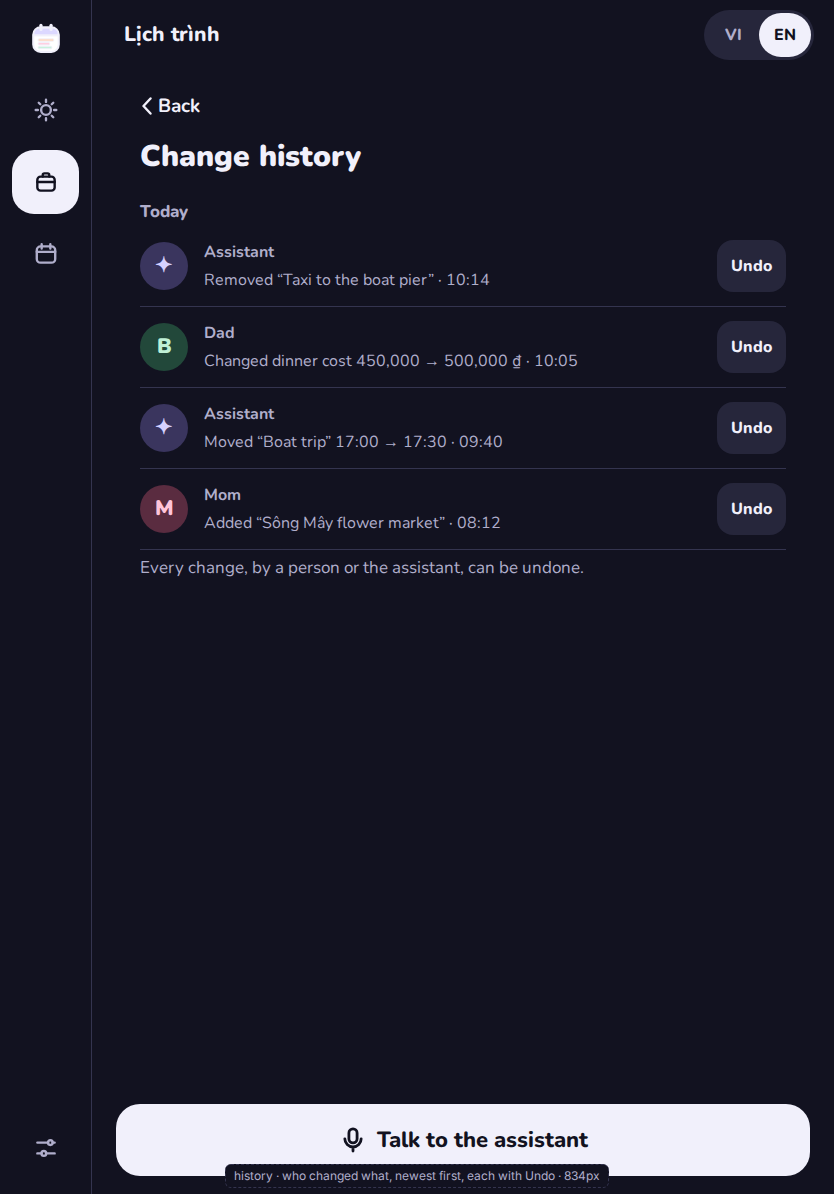 Lịch trình
VI
EN
Back
Change history
Today
Assistant
Removed “Taxi to the boat pier” · 10:14
Undo
B
Dad
Changed dinner cost 450,000 → 500,000 ₫ · 10:05
Undo
Assistant
Moved “Boat trip” 17:00 → 17:30 · 09:40
Undo
M
Mom
Added “Sông Mây flower market” · 08:12
Undo
Every change, by a person or the assistant, can be undone.
Talk to the assistant
history · who changed what, newest first, each with Undo · 834px